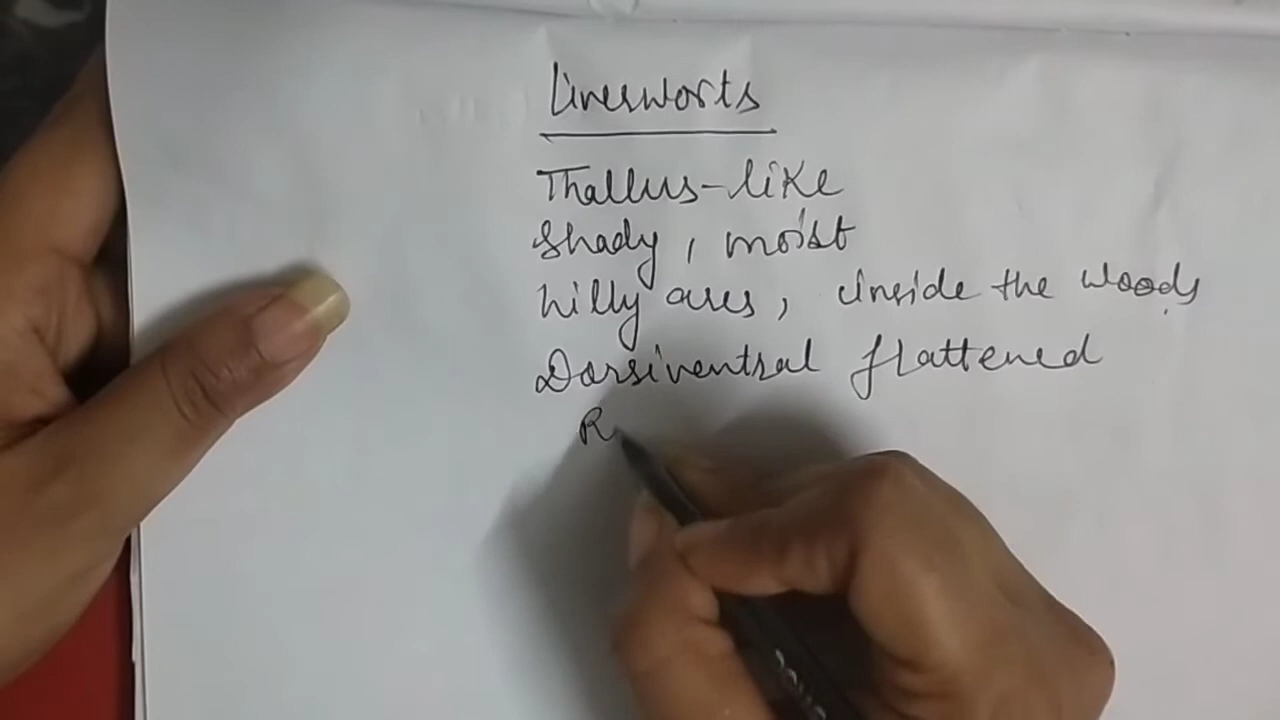 Liverworts
Thallus-like
Shady, moist
hilly ares, inside the woods
Dorsiventral flattened
R